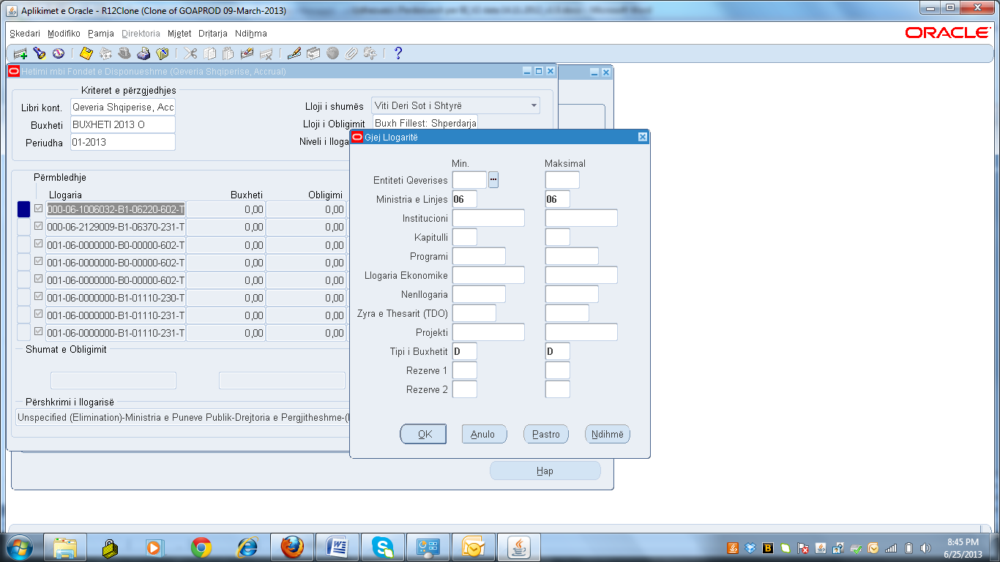 Aplikimet e Oracle - R12Clone (Clone of GOAPROD 09-March-2013)
Skedari Modifiko Pamja Direktoria Mjetet Dritarja Ndihma
ORACLE
Hetimi mbi Fondet e Disponueshme (Qeveria Shqiperise, Accrual)
Kriteret e përzgjedhjes
Libri kont. Qeveria Shqiperise, Acc
Lloji i shumës Viti Deri Sot i Shtyrë
Buxheti BUXHETI 2013 O
Lloji i Obligimit Buxh Fillest: Shperdarja
Periudha 01-2013
Niveli i lloga
Përmbledhje
Llogaria Buxheti Obligimi
000-06-1006032-B1-06220-602-T 0,00 0,00
000-06-2129009-B1-06370-231-T 0,00 0,00
001-06-0000000-B0-00000-602-T 0,00 0,00
001-06-0000000-B0-00000-602-T 0,00 0,00
001-06-0000000-B0-00000-602-T 0,00 0,00
001-06-0000000-B1-01110-230-T 0,00 0,00
001-06-0000000-B1-01110-231-T 0,00 0,00
001-06-0000000-B1-01110-231-T 0,00 0,00
Shumat e Obligimit
Përshkrimi i llogarisë
Unspecified (Elimination)-Ministria e Puneve Publik-Drejtoria e Pergjitheshme-(
Gjej Llogaritë
Min. Maksimal
Entiteti Qeverises ...
Ministria e Linjes 06 06
Institucioni
Kapitulli
Programi
Llogaria Ekonomike
Nenllogaria
Zyra e Thesarit (TDO)
Projekti
Tipi i Buxhetit D D
Rezerve 1
Rezerve 2
OK Anulo Pastro Ndihmë
Hap
8:45 PM
6/25/2013